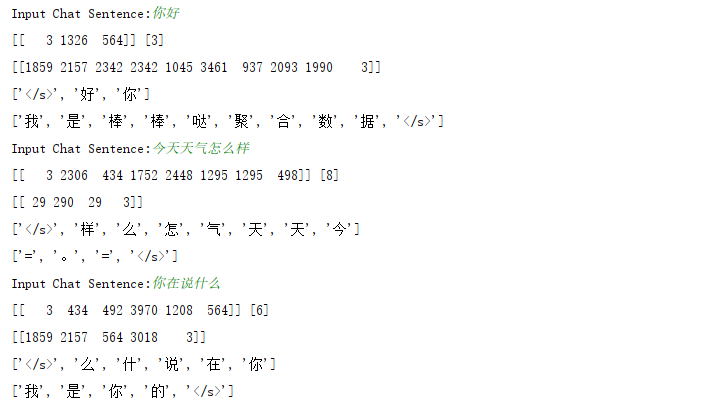 Input Chat Sentence:你好
[[   3 1326  564]] [3]
[[1859 2157 2342 2342 1045 3461  937 2093 1990    3]]
['</s>', '好', '你']
['我', '是', '棒', '棒', '哒', '聚', '合', '数', '据', '</s>']
Input Chat Sentence:今天天气怎么样
[[   3 2306  434 1752 2448 1295 1295  498]] [8]
[[ 29 290  29   3]]
['</s>', '样', '么', '怎', '气', '天', '天', '今']
['=', '。', '=', '</s>']
Input Chat Sentence:你在说什么
[[   3  434  492 3970 1208  564]] [6]
[[1859 2157  564 3018    3]]
['</s>', '么', '什', '说', '在', '你']
['我', '是', '你', '的', '</s>']